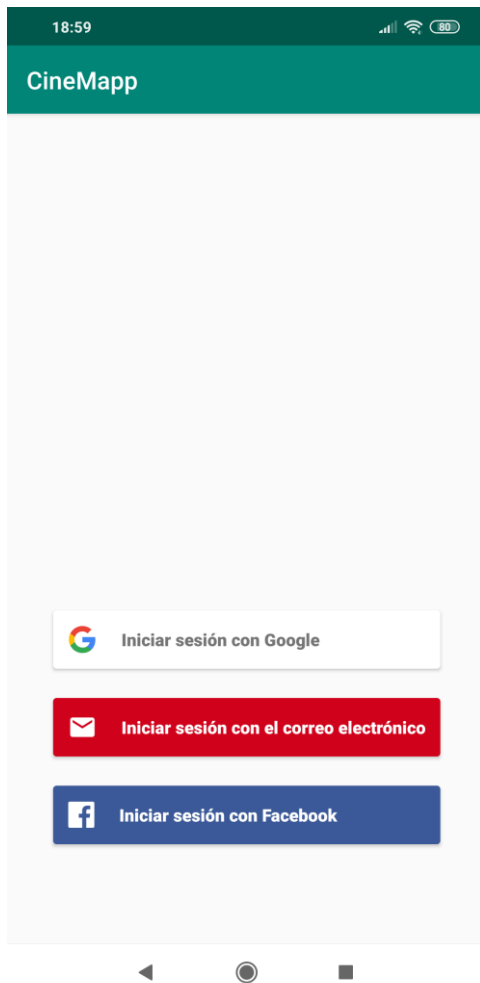 18:59
80
CineMapp
Iniciar sesión con Google
Iniciar sesión con el correo electrónico
Iniciar sesión con Facebook